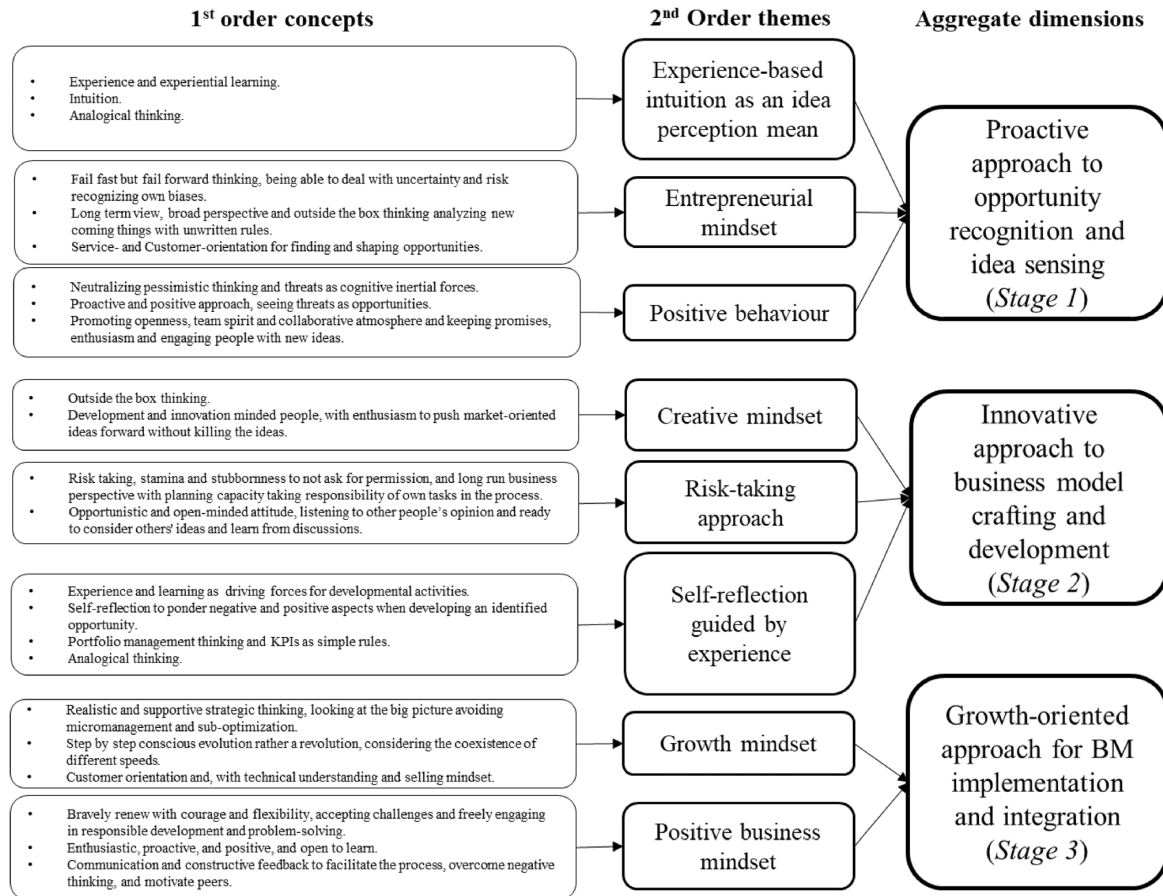 1st order concepts
2nd Order themes
Aggregate dimensions
• Experience and experiential learning.
• Intuition.
• Analogical thinking.
Experience-based
intuition as an idea
perception mean
• Fail fast but fail forward thinking, being able to deal with uncertainty and risk
recognizing own biases.
• Long term view, broad perspective and outside the box thinking analyzing new
coming things with unwritten rules.
• Service- and Customer-orientation for finding and shaping opportunities.
Entrepreneurial
mindset
• Neutralizing pessimistic thinking and threats as cognitive inertial forces.
• Proactive and positive approach, seeing threats as opportunities.
• Promoting openness, team spirit and collaborative atmosphere and keeping promises,
enthusiasm and engaging people with new ideas.
Positive behaviour
Proactive
approach to
opportunity
recognition and
idea sensing
(Stage 1)
• Outside the box thinking.
• Development and innovation minded people, with enthusiasm to push market-oriented
ideas forward without killing the ideas.
Creative mindset
• Risk taking, stamina and stubbornness to not ask for permission, and long run business
perspective with planning capacity taking responsibility of own tasks in the process.
• Opportunistic and open-minded attitude, listening to other people's opinion and ready
to consider others' ideas and learn from discussions.
Risk-taking
approach
• Experience and learning as driving forces for developmental activities.
• Self-reflection to ponder negative and positive aspects when developing an identified
opportunity.
• Portfolio management thinking and KPIs as simple rules.
• Analogical thinking.
Self-reflection
guided by
experience
Innovative
approach to
business model
crafting and
development
(Stage 2)
• Realistic and supportive strategic thinking, looking at the big picture avoiding
micromanagement and sub-optimization.
• Step by step conscious evolution rather a revolution, considering the coexistence of
different speeds.
• Customer orientation and, with technical understanding and selling mindset.
Growth mindset
• Bravely renew with courage and flexibility, accepting challenges and freely engaging
in responsible development and problem-solving.
• Enthusiastic, proactive, and positive, and open to learn.
• Communication and constructive feedback to facilitate the process, overcome negative
thinking, and motivate peers.
Positive business
mindset
Growth-oriented
approach for BM
implementation
and integration
(Stage 3)